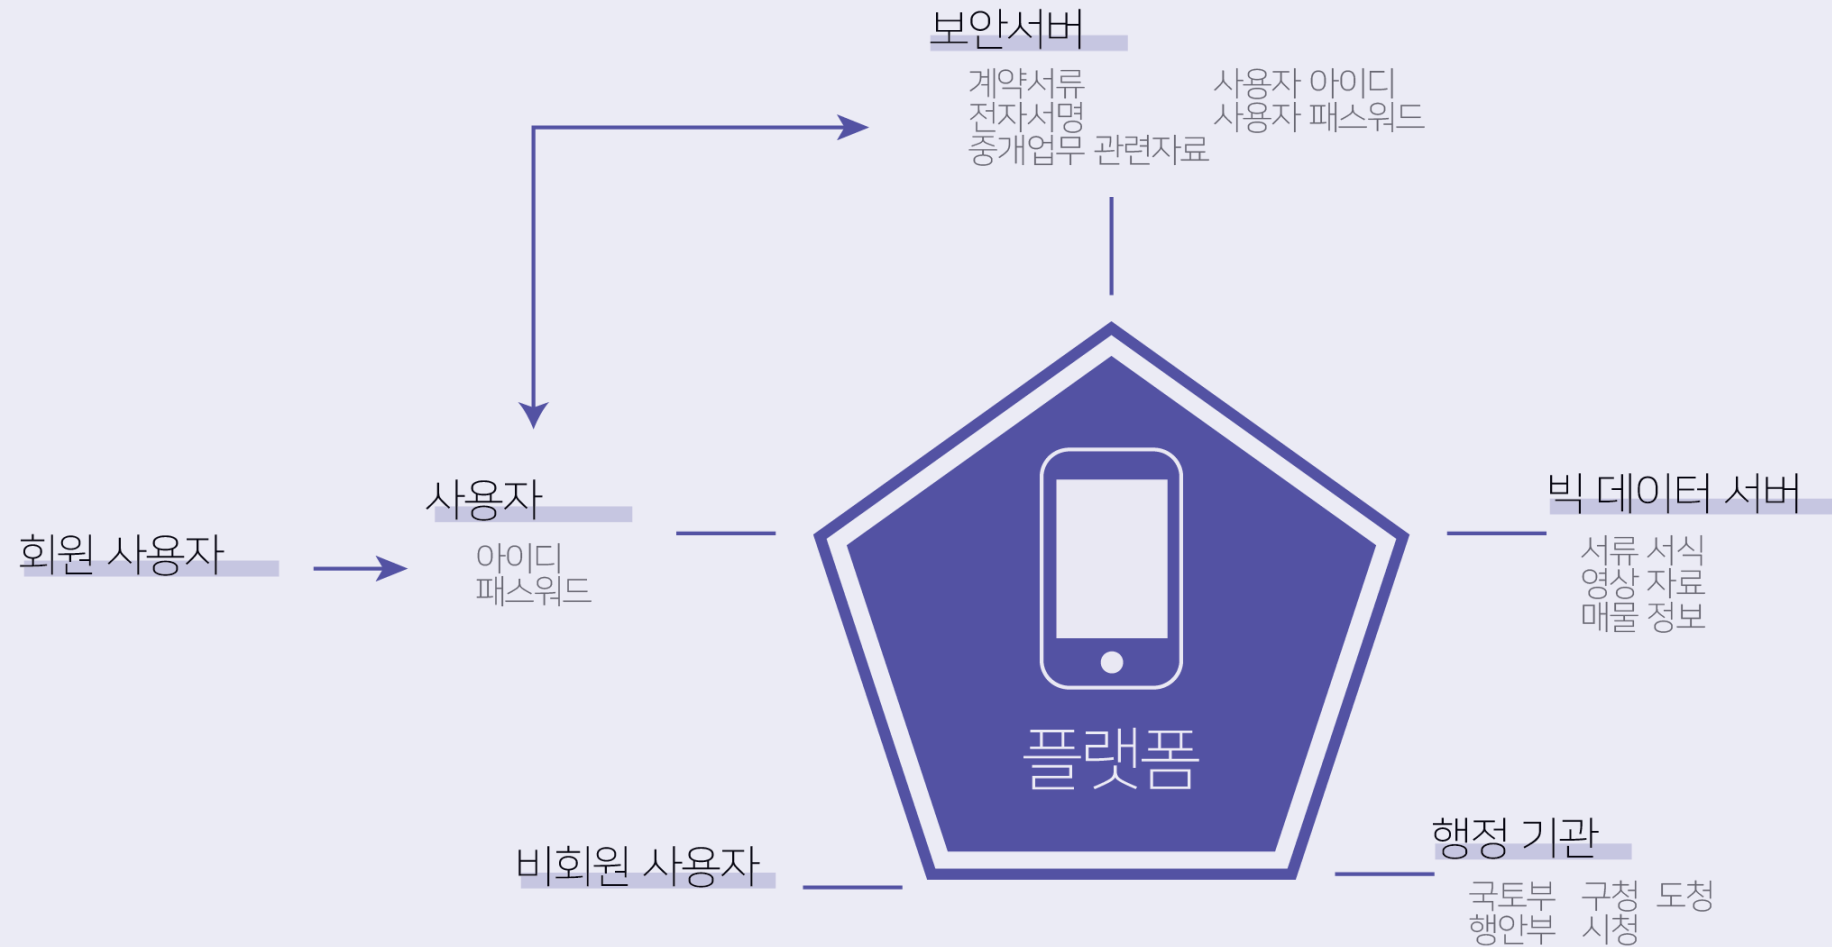 보안서버
계약서류 사용자 아이디
전자서명 사용자 패스워드
중개업무 관련자료
사용자
아이디
패스워드
회원 사용자
빅 데이터 서버
서류 서식
영상 자료
매물 정보
플랫폼
비회원 사용자
행정 기관
국토부 구청 도청
행안부 시청